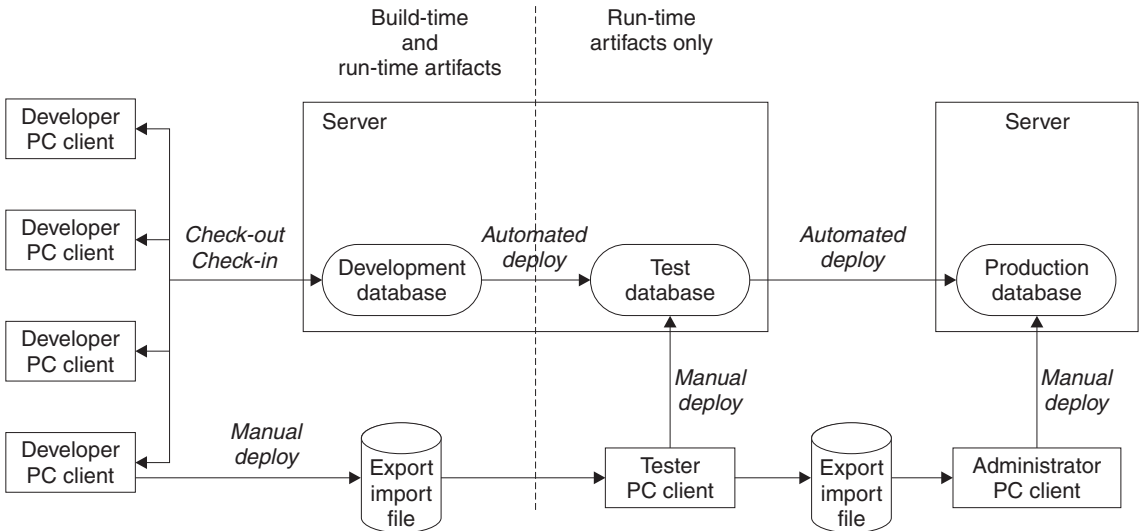 Build-time
and
run-time artifacts
Run-time
artifacts only
Developer
PC client
Server
Server
Developer
PC client
Check-out
Check-in
Automated
deploy
Automated
deploy
Development
database
Test
database
Production
database
Developer
PC client
Manual
deploy
Manual
deploy
Developer
PC client
Manual
deploy
Export
import
file
Tester
PC client
Export
import
file
Administrator
PC client